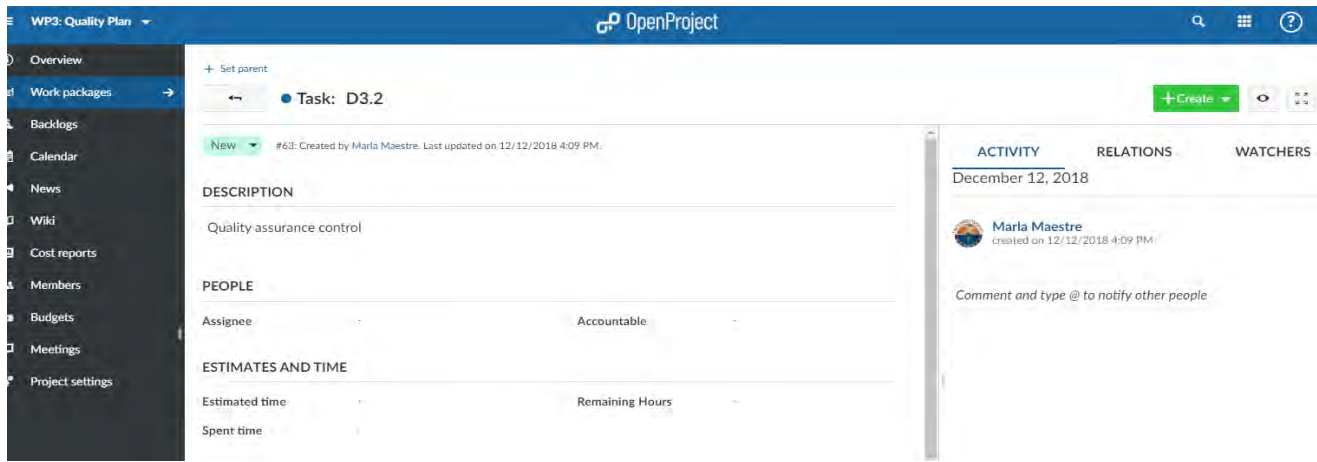 WP3: Quality Plan
OpenProject
Overview
+ Set parent
Work packages
Task: D3.2
+Create
Backlogs
New
#63: Created by Marla Maestre. Last updated on 12/12/2018 4:09 PM.
ACTIVITY RELATIONS WATCHERS
Calendar
December 12, 2018
News
DESCRIPTION
Wiki
Quality assurance control
Marla Maestre
created on 12/12/2018 4:09 PM
Cost reports
Members
PEOPLE
Comment and type @ to notify other people
Budgets
Assignee - Accountable -
Meetings
ESTIMATES AND TIME
Project settings
Estimated time - Remaining Hours -
Spent time